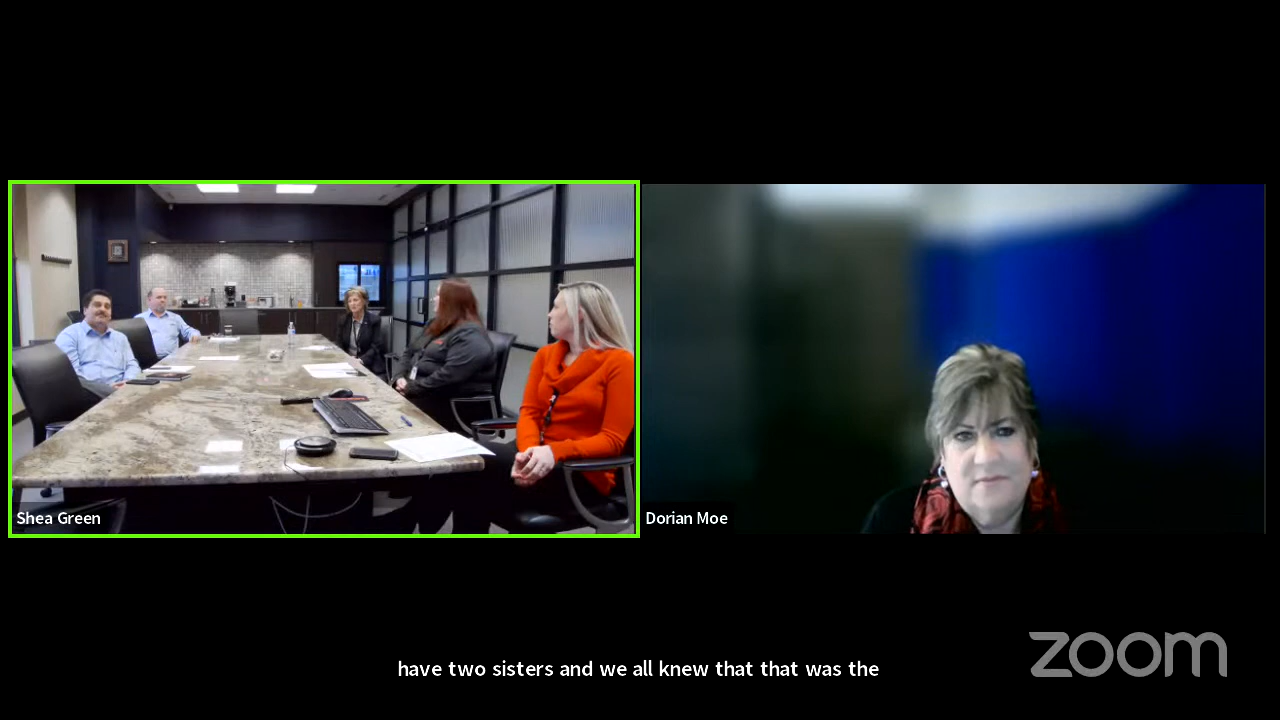 Shea Green
Dorian Moe
have two sisters and we all knew that that was the
zoom